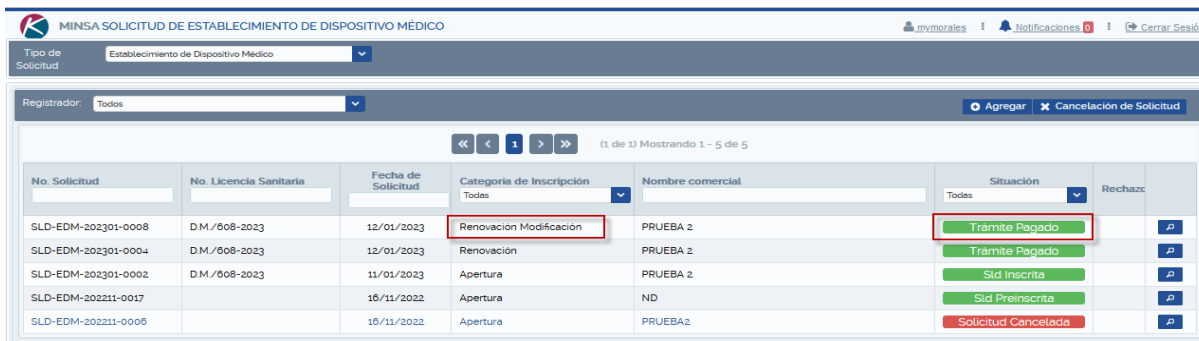 MINSA SOLICITUD DE ESTABLECIMIENTO DE DISPOSITIVO MÉDICO
mymorales
Notificaciones 0
Cerrar Sesió
Tipo de Solicitud
Establecimiento de Dispositivo Médico
Registrador: Todos
Agregar
Cancelación de Solicitud
1
(1 de 1) Mostrando 1 - 5 de 5
No. Solicitud No. Licencia Sanitaria Fecha de Solicitud Categoria de Inscripción Nombre comercial Situación Rechazo
Todas Todas
SLD-EDM-202301-0008 D.M./608-2023 12/01/2023 Renovación Modificación PRUEBA 2 Trámite Pagado
SLD-EDM-202301-0004 D.M./608-2023 12/01/2023 Renovación PRUEBA 2 Trámite Pagado
SLD-EDM-202301-0002 D.M./608-2023 11/01/2023 Apertura PRUEBA 2 Sld Inscrita
SLD-EDM-202211-0017 16/11/2022 Apertura ND Sld Preinscrita
SLD-EDM-202211-0006 16/11/2022 Apertura PRUEBA2 Solicitud Cancelada